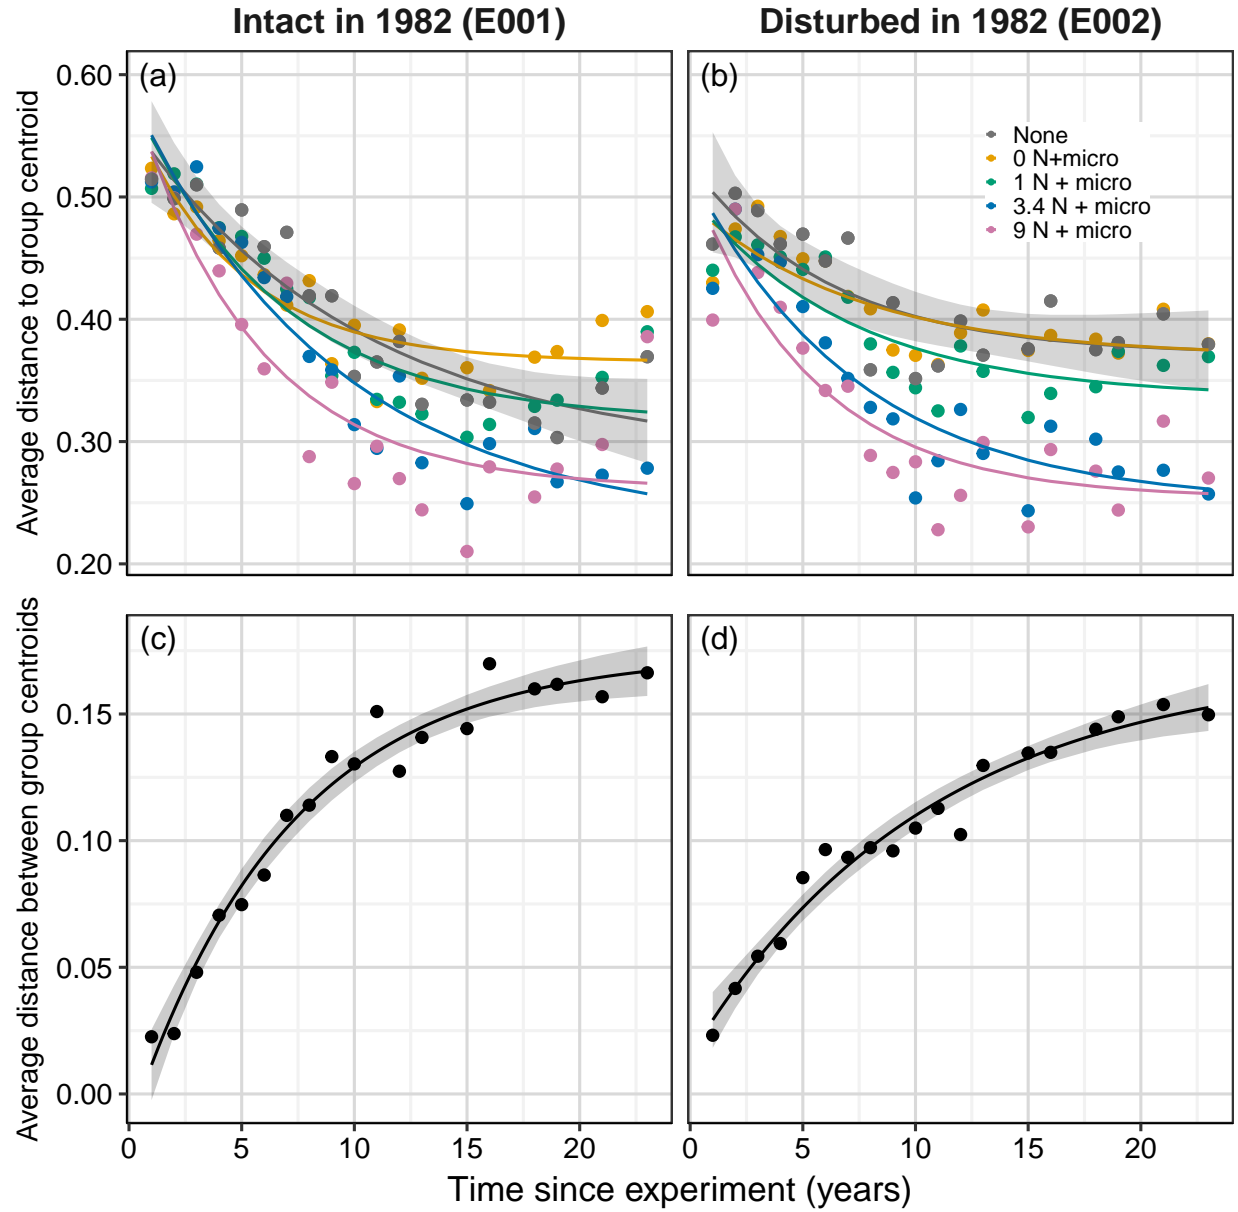 Intact in 1982 (E001)
Disturbed in 1982 (E002)
Average distance to group centroid
0.60
0.50
0.40
0.30
0.20
(a)
(b)
None
0 N+micro
1 N + micro
3.4 N + micro
9 N + micro
Average distance between group centroids
0.15
0.10
0.05
0.00
(c)
(d)
0 5 10 15 20
0 5 10 15 20
Time since experiment (years)